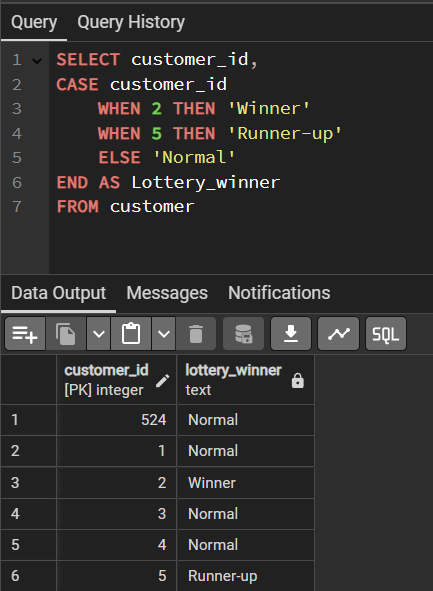 Query Query History
1 SELECT customer_id,
2 CASE customer_id
3 WHEN 2 THEN 'Winner'
4 WHEN 5 THEN 'Runner-up'
5 ELSE 'Normal'
6 END AS Lottery_winner
7 FROM customer
Data Output Messages Notifications
SQL
customer_id lottery_winner
[PK] integer text
1 524 Normal
2 1 Normal
3 2 Winner
4 3 Normal
5 4 Normal
6 5 Runner-up